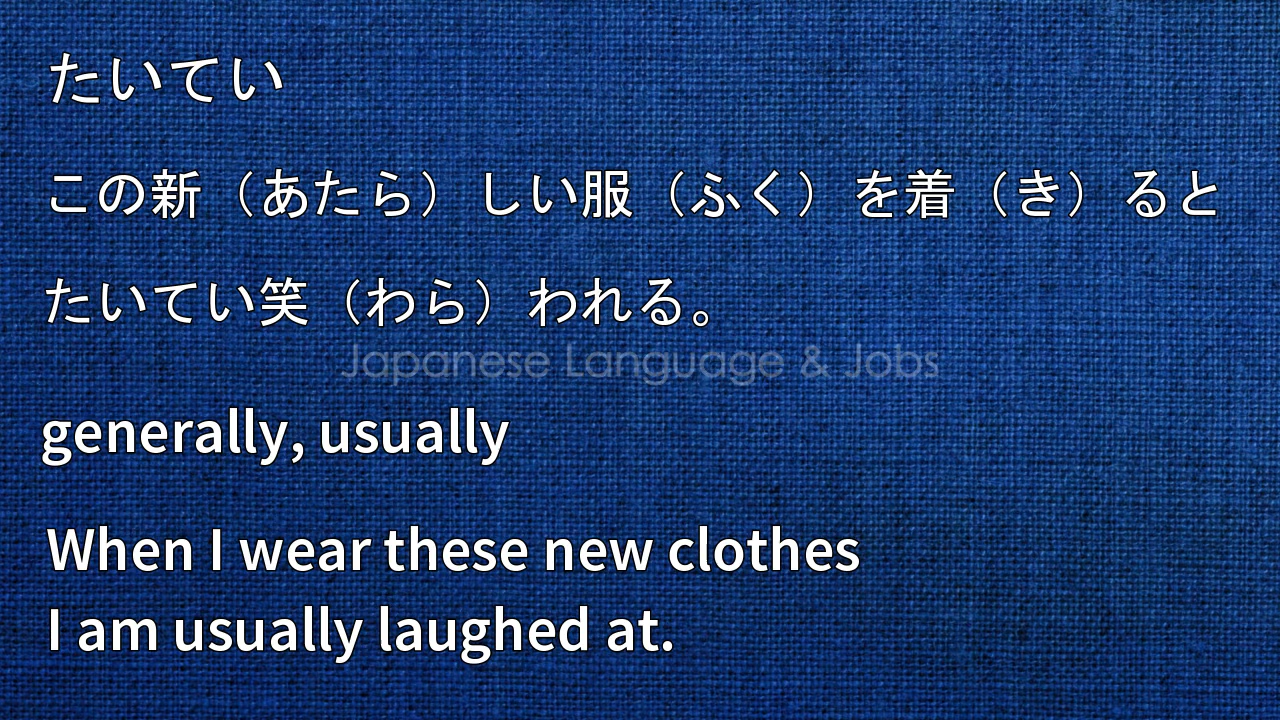 たいてい
この新（あたら）しい服（ふく）を着（き）ると
たいてい笑（わら）われる。
Japanese Language & Jobs
generally, usually
When I wear these new clothes
I am usually laughed at.